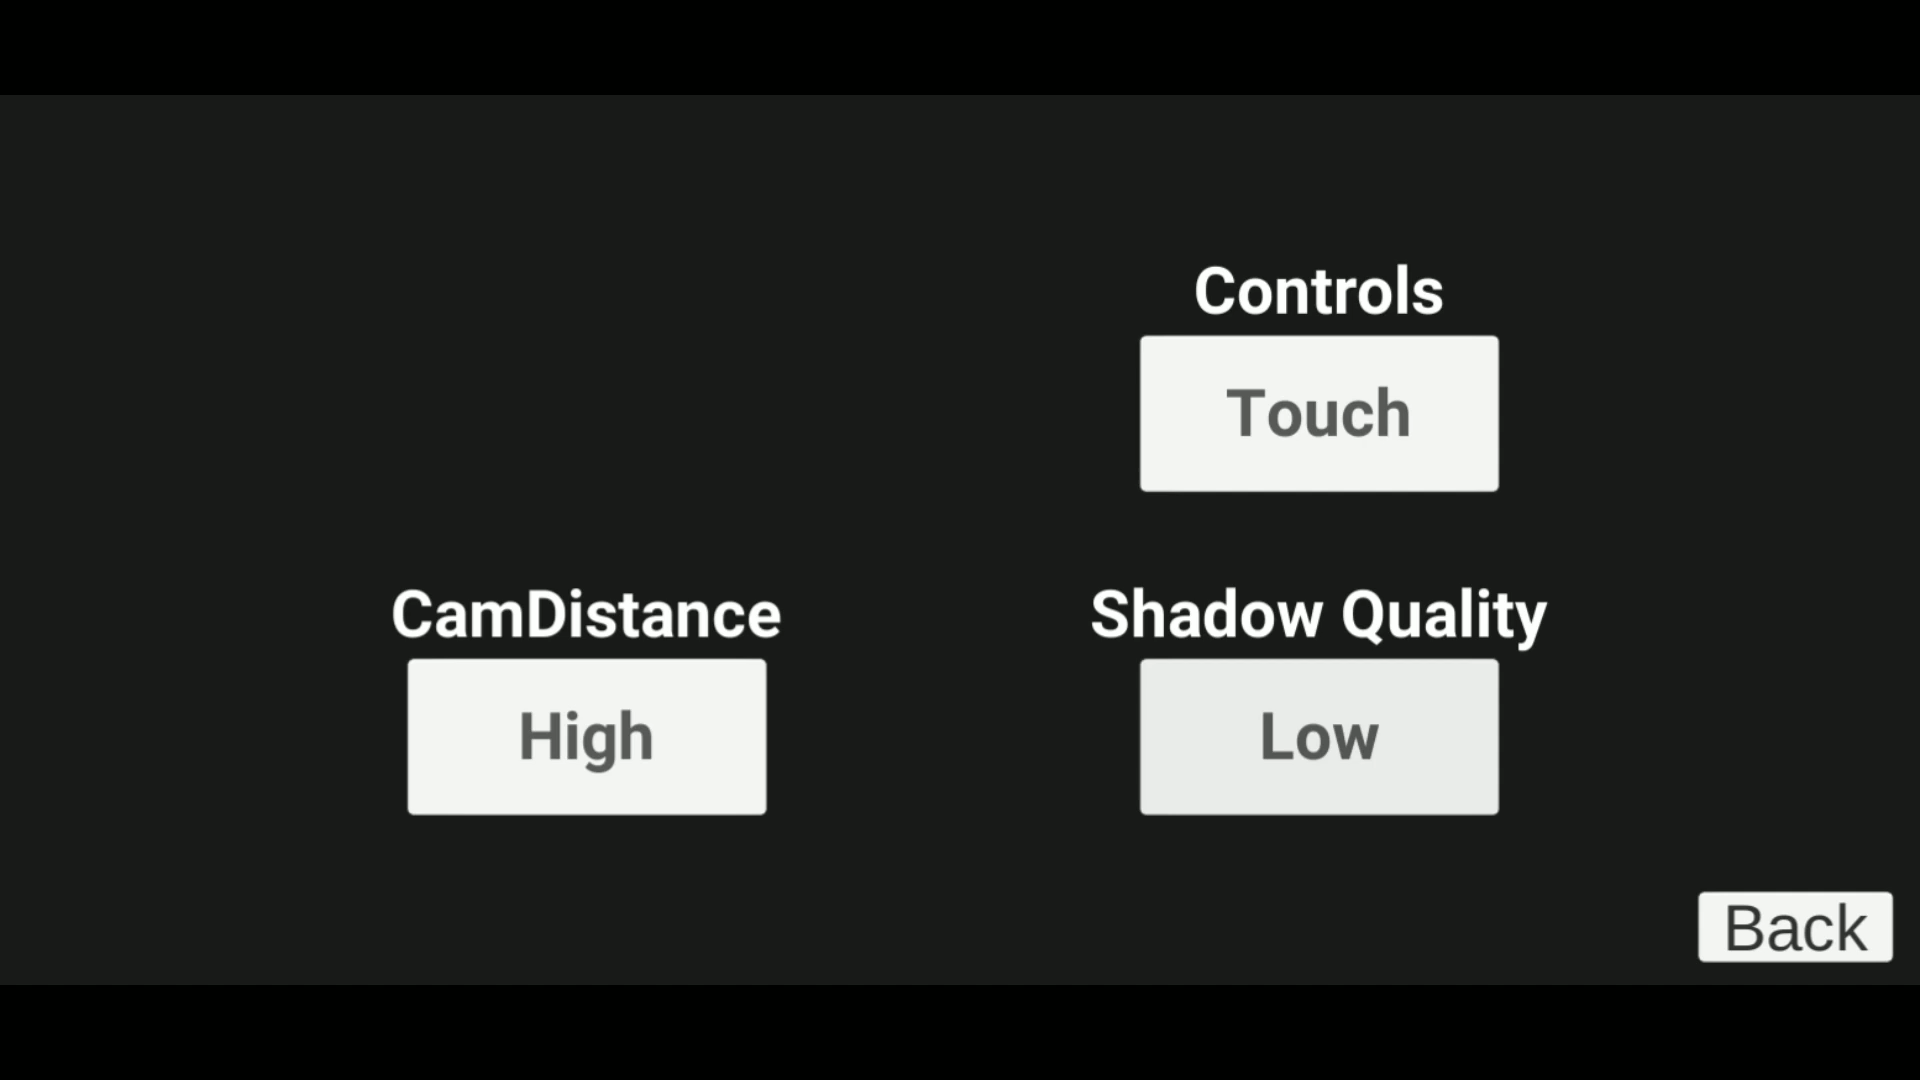 Controls
Touch
CamDistance
High
Shadow Quality
Low
Back